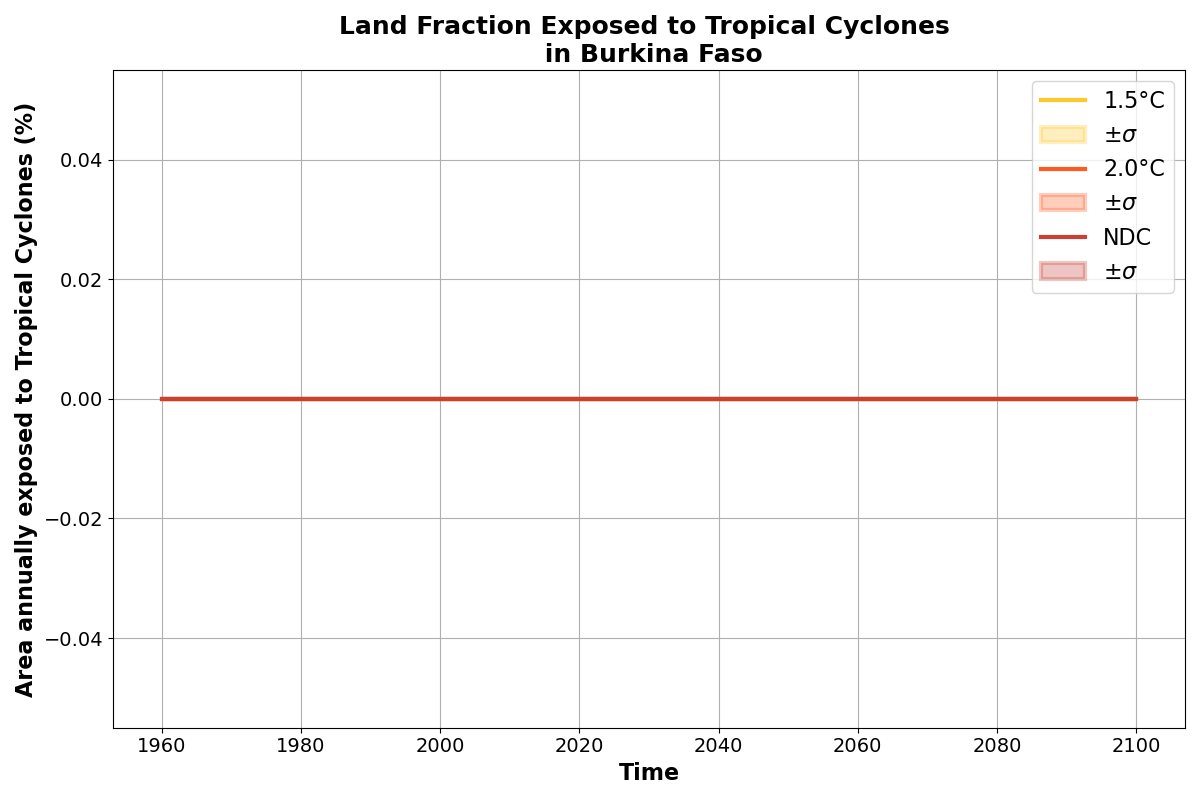 Land Fraction Exposed to Tropical Cyclones
in Burkina Faso
Area annually exposed to Tropical Cyclones (%)
0.04
0.02
0.00
−0.02
−0.04
1.5°C
±σ
2.0°C
±σ
NDC
±σ
1960 1980 2000 2020 2040 2060 2080 2100
Time